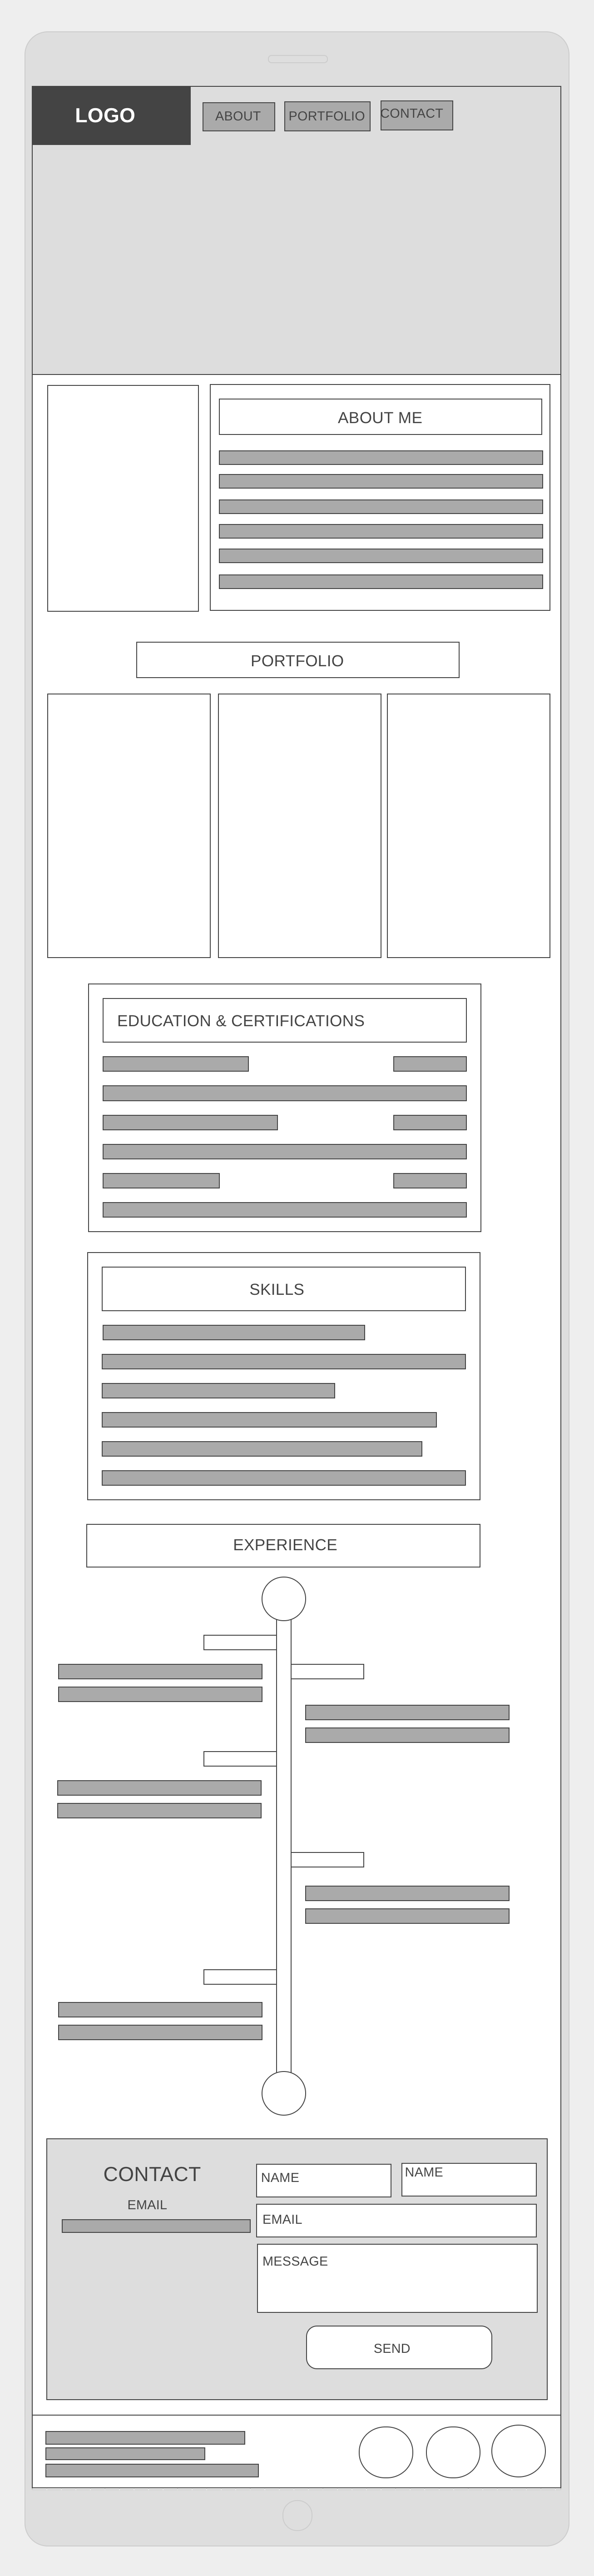 LOGO
ABOUT
PORTFOLIO
CONTACT
ABOUT ME
PORTFOLIO
EDUCATION & CERTIFICATIONS
SKILLS
EXPERIENCE
CONTACT
EMAIL
NAME
NAME
EMAIL
MESSAGE
SEND